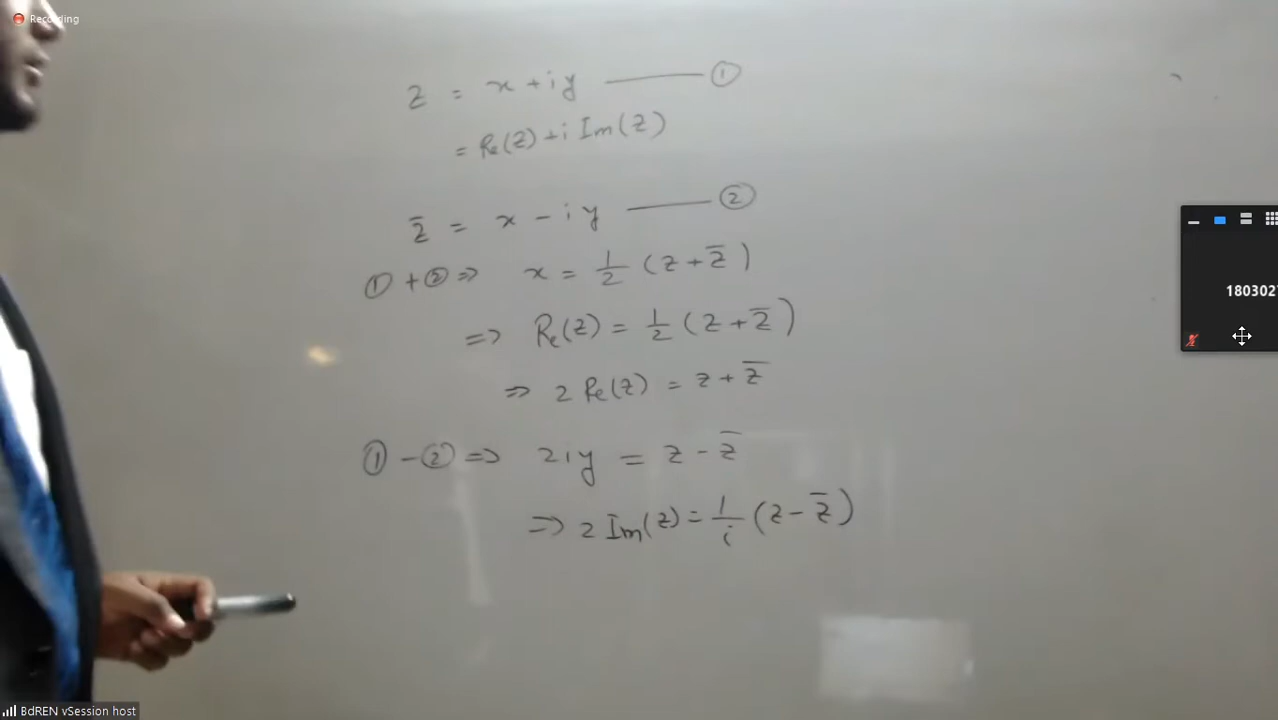 Recording
z = x + iy ——— ①
= Re(z) + i Im(z)
z̅ = x - iy ——— ②
① + ② ⇒ x = 1/2 (z + z̅)
⇒ Re(z) = 1/2 (z + z̅)
⇒ 2 Re(z) = z + z̅
① - ② ⇒ 2iy = z - z̅
⇒ 2 Im(z) = 1/i (z - z̅)
BdREN vSession host